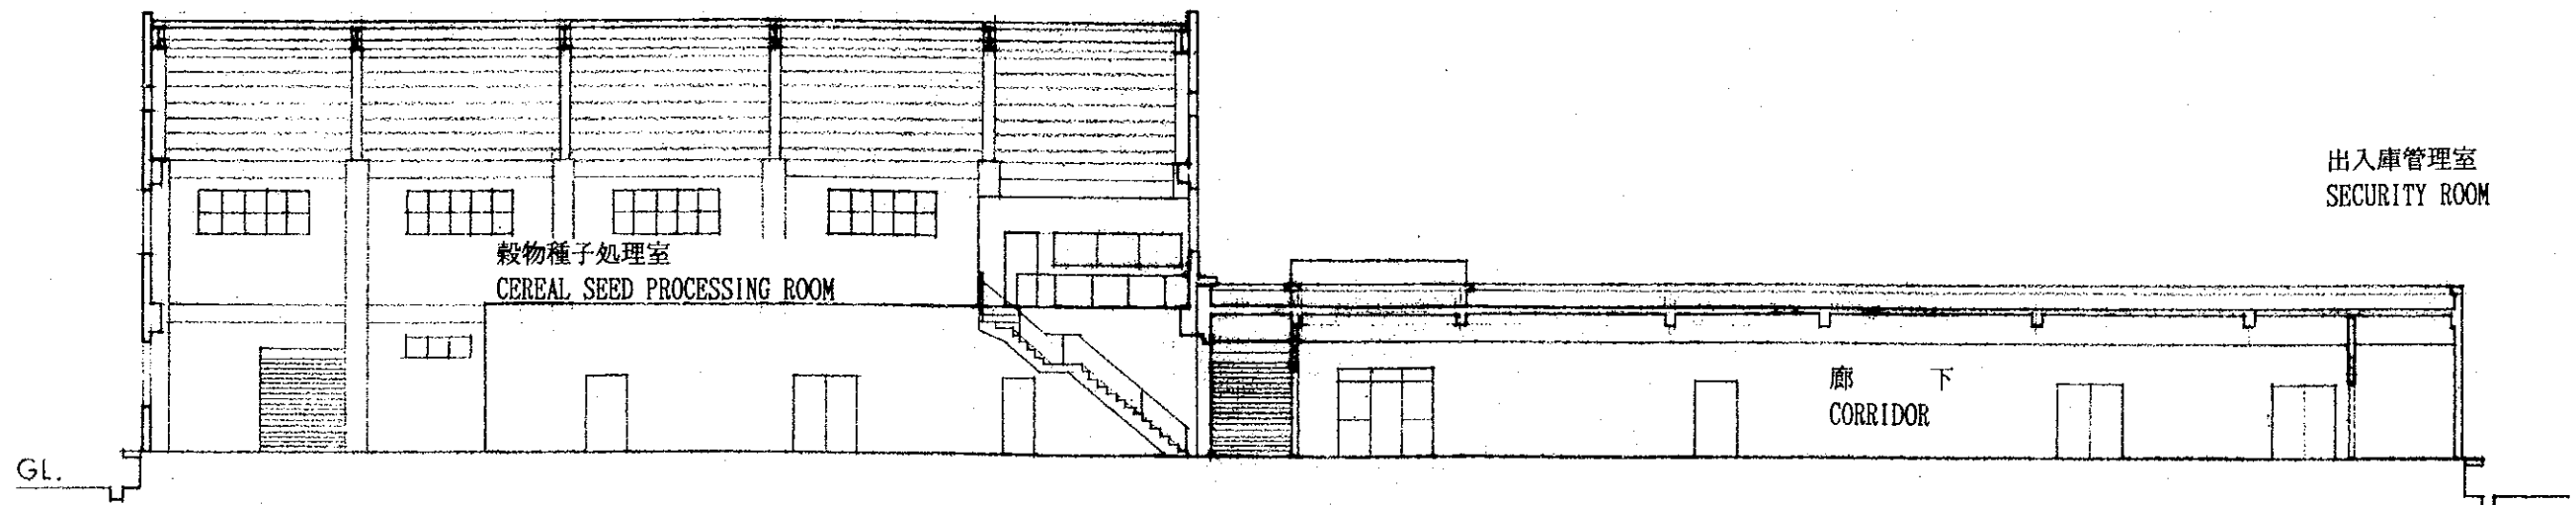 出入庫管理室
SECURITY ROOM
穀物種子処理室
CEREAL SEED PROCESSING ROOM
廊 下
CORRIDOR
GL.